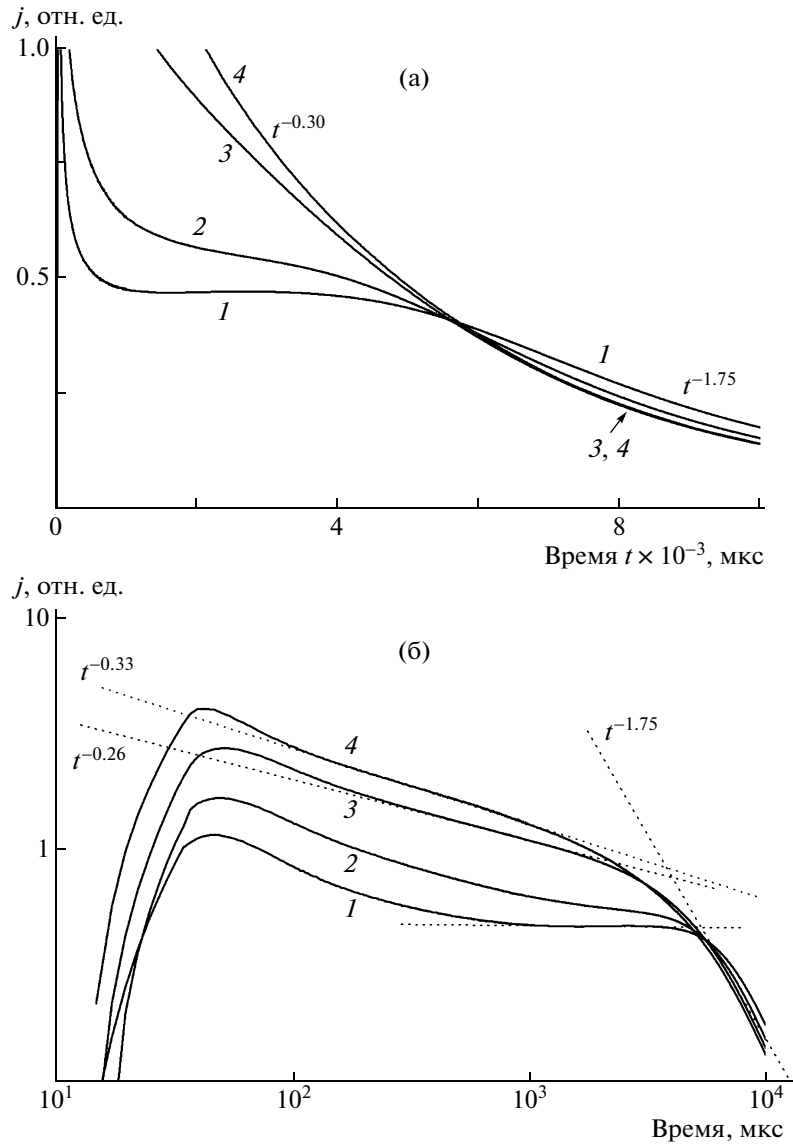 j, отн. ед.
1.0
(а)
4
t^{−0.30}
3
2
0.5
1
1
t^{−1.75}
3, 4
0
4
8
Время t × 10^{−3}, мкс
j, отн. ед.
10
(б)
t^{−0.33}
t^{−1.75}
t^{−0.26}
4
3
1
2
1
10^{1}
10^{2}
10^{3}
10^{4}
Время, мкс